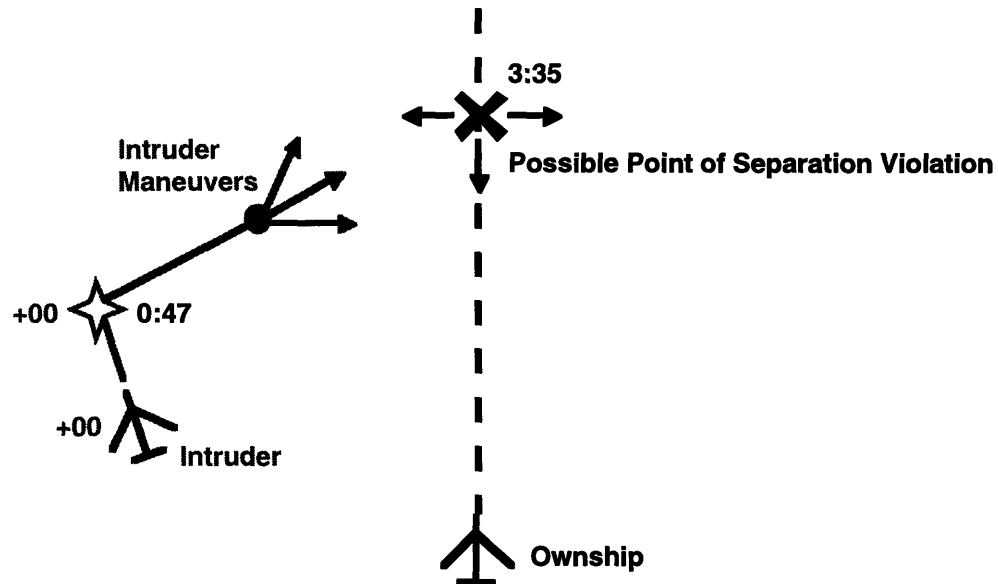 3:35
Possible Point of Separation Violation
Intruder
Maneuvers
+00
0:47
+00
Intruder
Ownship